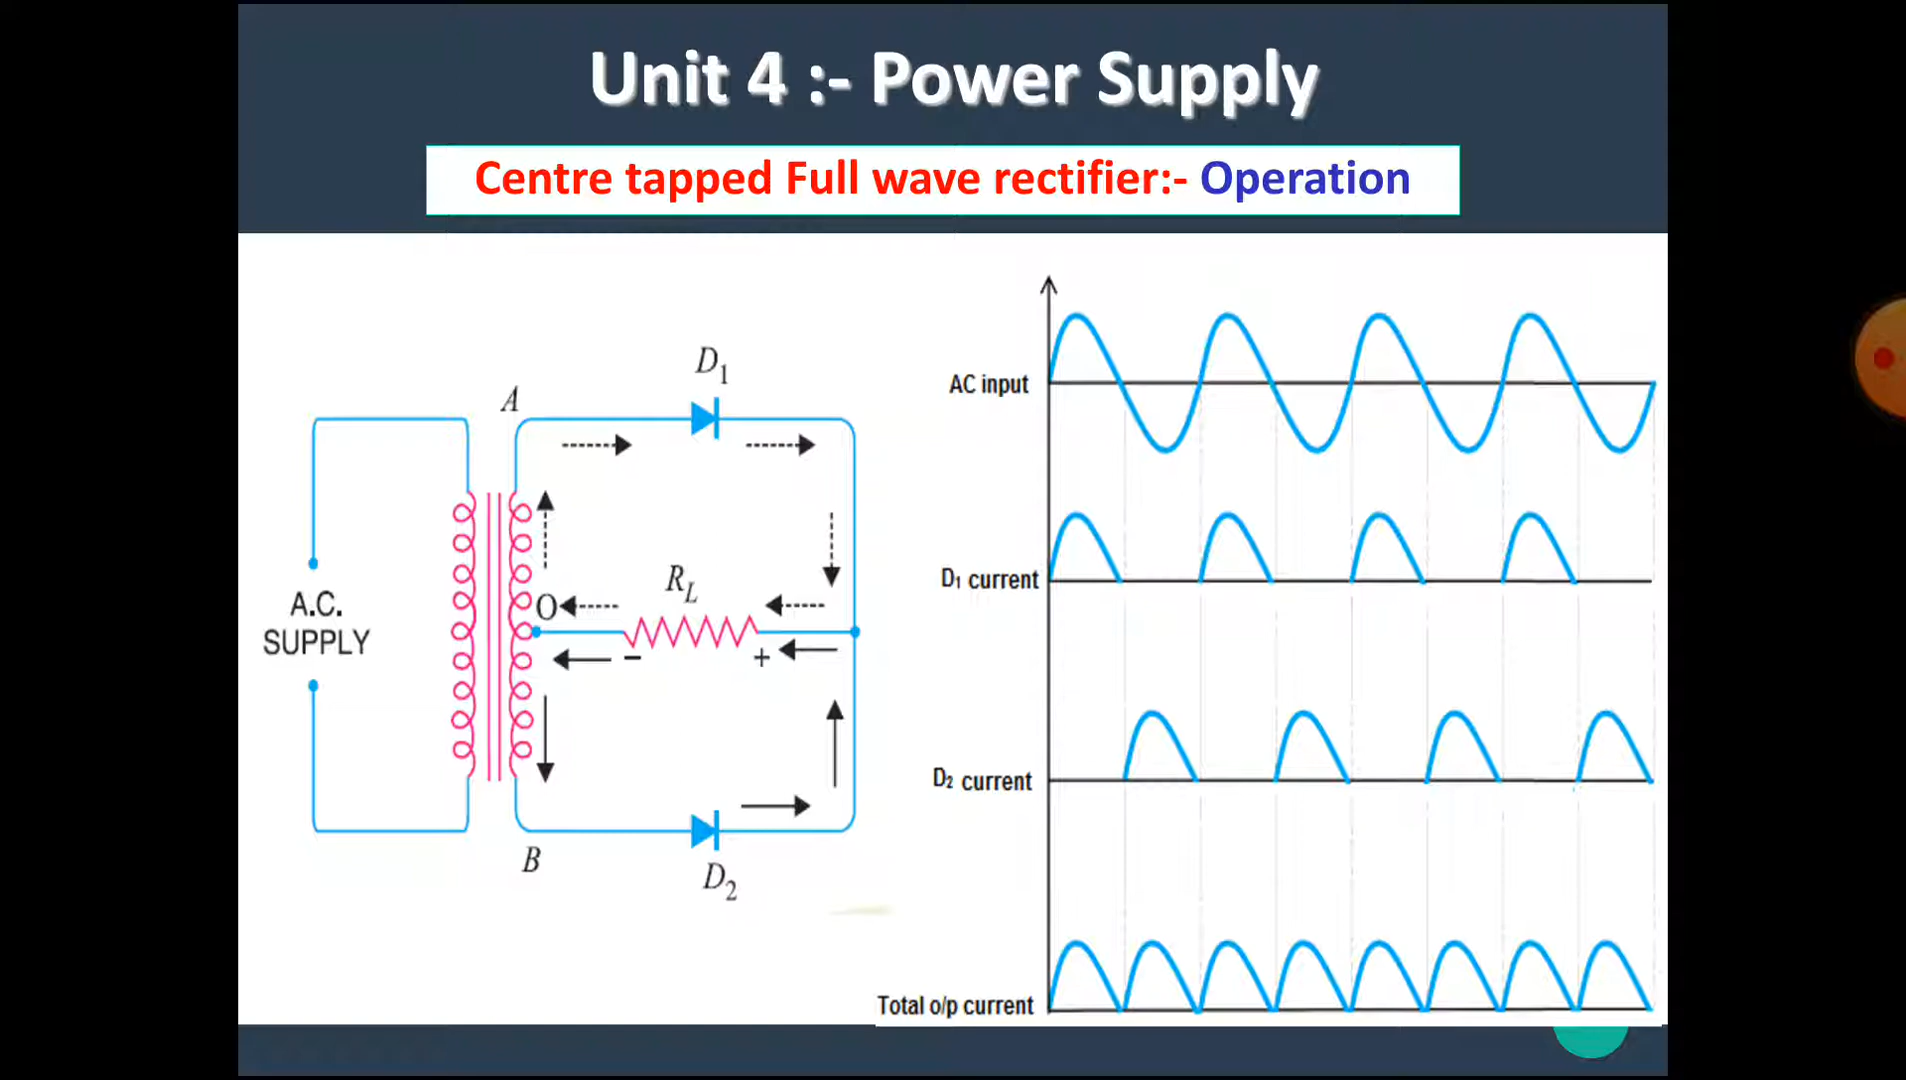 Unit 4 :- Power Supply
Centre tapped Full wave rectifier:- Operation
D1
A
A.C.
SUPPLY
O
RL
− +
B
D2
AC input
D1 current
D2 current
Total o/p current